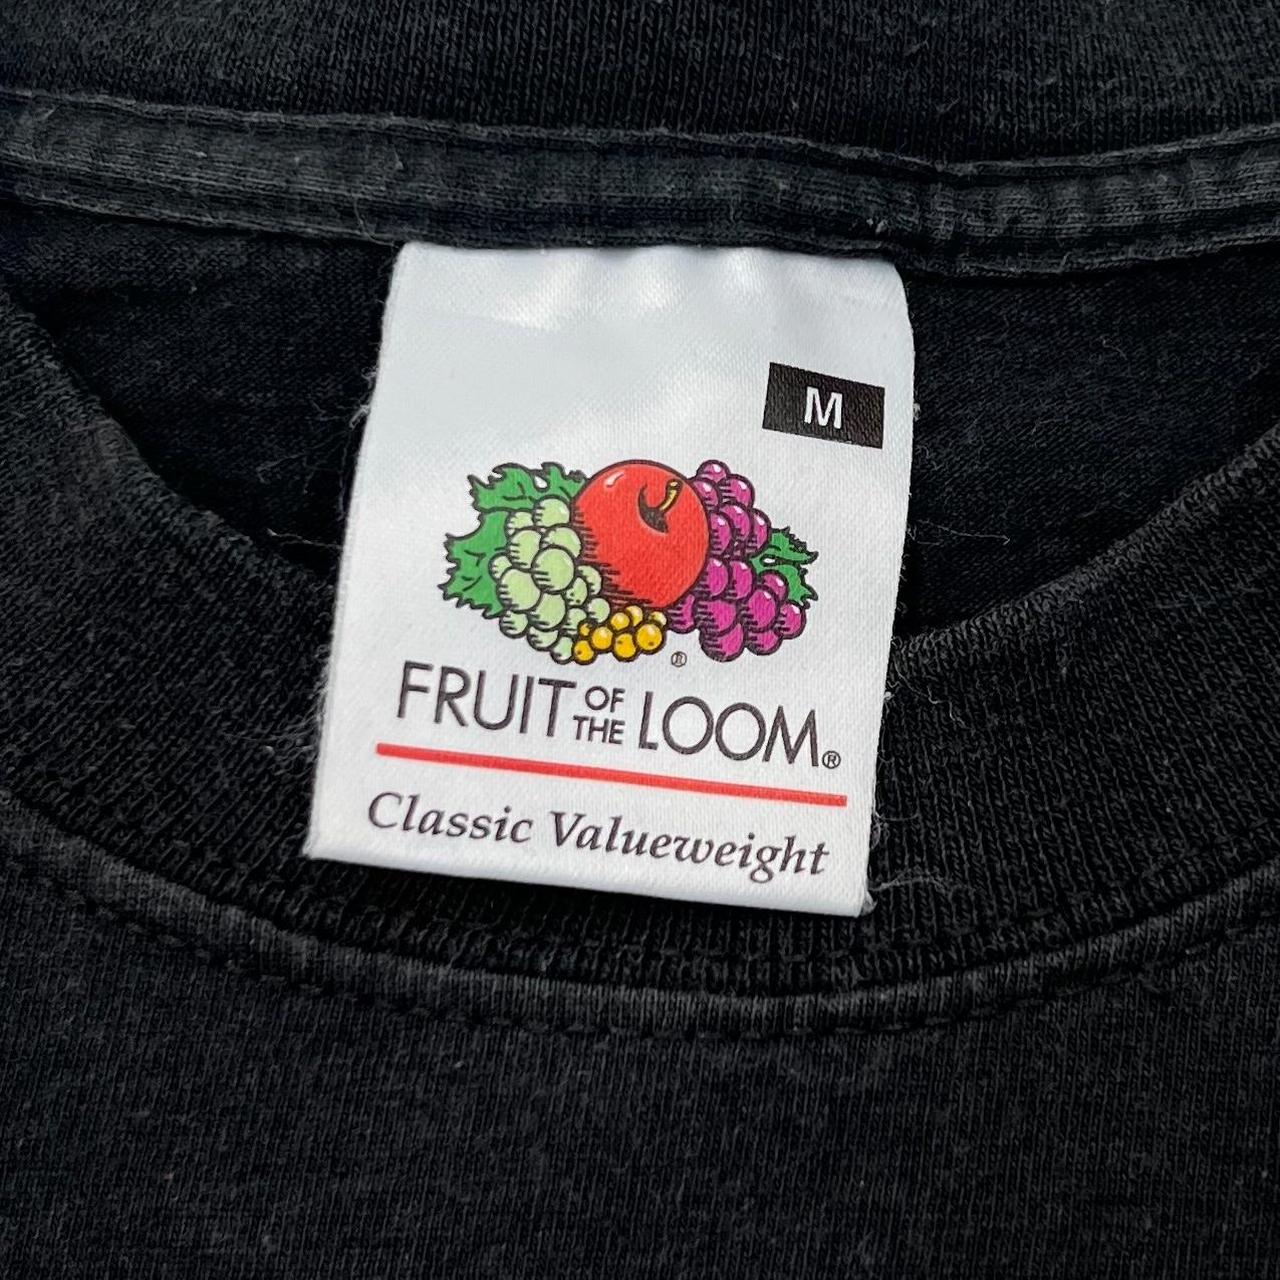 M
®
FRUIT OF THE LOOM®
Classic Valueweight